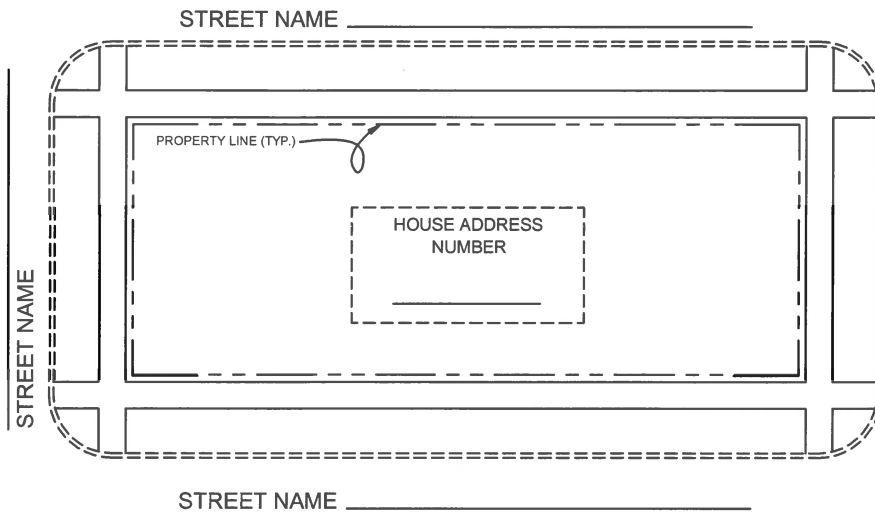 STREET NAME
PROPERTY LINE (TYP.)
HOUSE ADDRESS
NUMBER
STREET NAME
STREET NAME